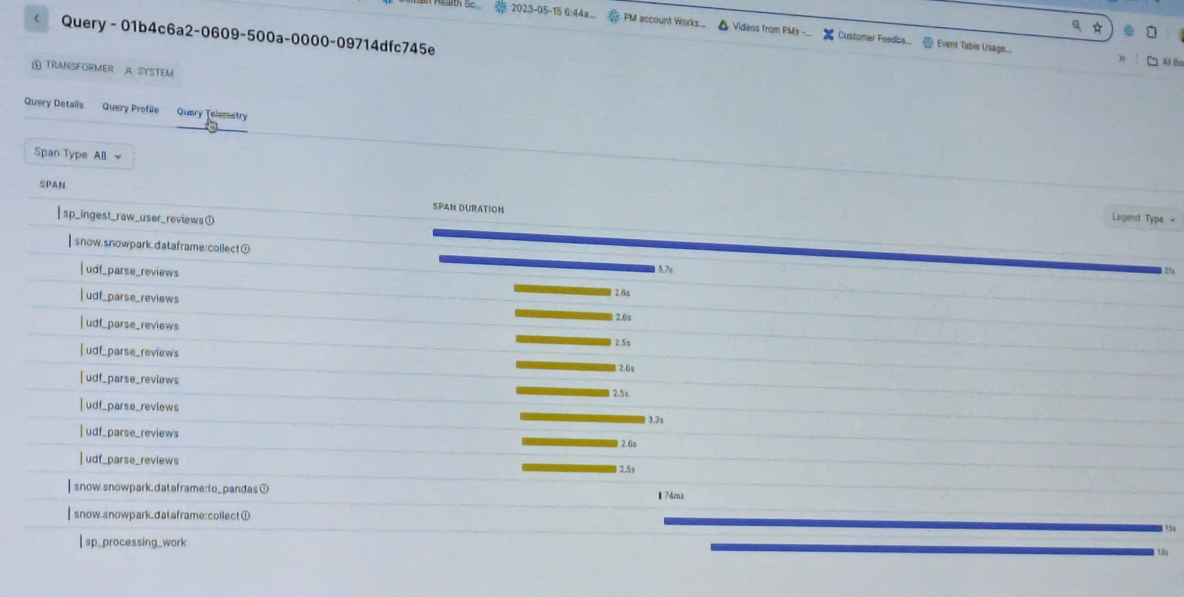 2023-05-15 6:44a...
PM account Works...
Videos from PMs -...
Customer Feedba...
Event Table Usage...
All Bo
Query - 01b4c6a2-0609-500a-0000-09714dfc745e
TRANSFORMER SYSTEM
Query Details Query Profile Query Telemetry
Span Type All
SPAN
SPAN DURATION
Legend Type
sp_ingest_raw_user_reviews 21s
snow.snowpark.dataframe:collect 5.7s
udf_parse_reviews 2.6s
udf_parse_reviews 2.6s
udf_parse_reviews 2.5s
udf_parse_reviews 2.6s
udf_parse_reviews 2.5s
udf_parse_reviews 3.3s
udf_parse_reviews 2.6s
udf_parse_reviews 2.5s
snow.snowpark.dataframe:to_pandas 74ms
snow.snowpark.dataframe:collect 15s
sp_processing_work 13s